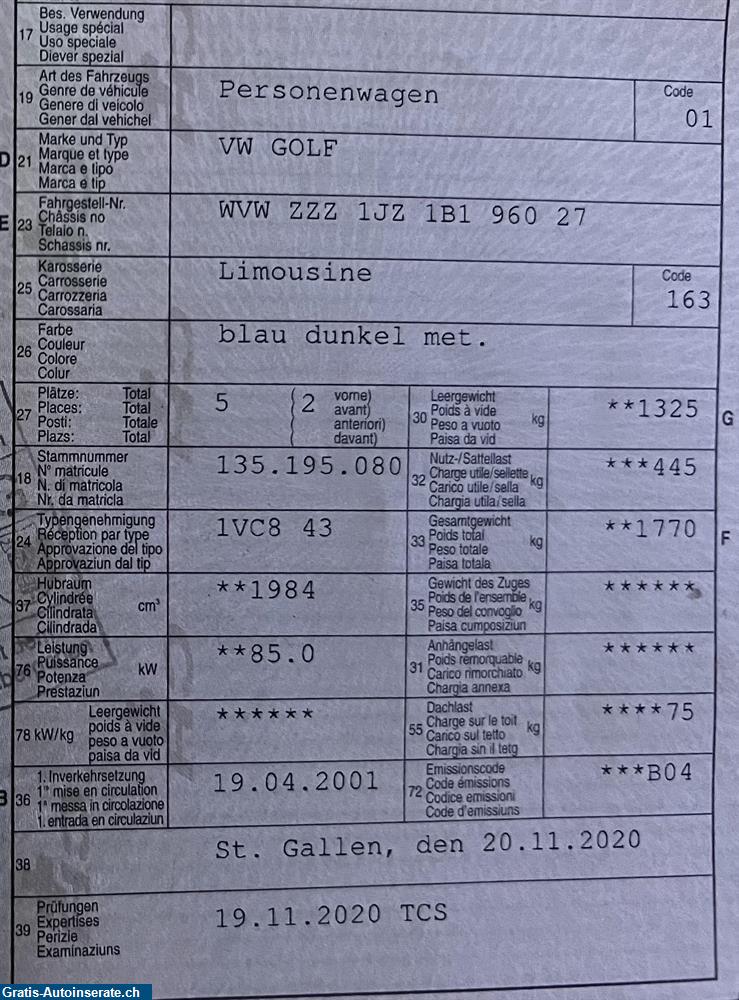 17 Bes. Verwendung
Usage spécial
Uso speciale
Diever spezial
19 Art des Fahrzeugs
Genre de véhicule
Genere di veicolo
Gener dal vehichel
Personenwagen
Code
01
D 21 Marke und Typ
Marque et type
Marca e tipo
Marca e tip
VW GOLF
E 23 Fahrgestell-Nr.
Châssis no
Telaio n.
Schassis nr.
WVW ZZZ 1JZ 1B1 960 27
25 Karosserie
Carrosserie
Carrozzeria
Carossaria
Limousine
Code
163
26 Farbe
Couleur
Colore
Colur
blau dunkel met.
27 Plätze: Total
Places: Total
Posti: Totale
Plazs: Total
5 ( 2 vorne)
avant)
anteriori)
davant)
30 Leergewicht
Poids à vide
Peso a vuoto
Paisa da vid
kg
**1325
G
18 Stammnummer
N° matricule
N. di matricola
Nr. da matricla
135.195.080
32 Nutz-/Sattellast
Charge utile/sellette
Carico utile/sella
Chargia utila/sella
kg
***445
24 Typengenehmigung
Réception par type
Approvazione del tipo
Approvaziun dal tip
1VC8 43
33 Gesamtgewicht
Poids total
Peso totale
Paisa totala
kg
**1770
F
37 Hubraum
Cylindrée
Cilindrata
Cilindrada
cm³
**1984
35 Gewicht des Zuges
Poids de l'ensemble
Peso del convoglio
Paisa cumposiziun
kg
******
76 Leistung
Puissance
Potenza
Prestaziun
kW
**85.0
31 Anhängelast
Poids remorquable
Carico rimorchiato
Chargia annexa
kg
******
78 kW/kg
Leergewicht
poids à vide
peso a vuoto
paisa da vid
******
55 Dachlast
Charge sur le toit
Carico sul tetto
Chargia sin il tetg
kg
****75
B 36 1. Inverkehrsetzung
1re mise en circulation
1a messa in circolazione
1. entrada en circulaziun
19.04.2001
72 Emissionscode
Code émissions
Codice emissioni
Code d'emissiuns
***B04
38
St. Gallen, den 20.11.2020
39 Prüfungen
Expertises
Perizie
Examinaziuns
19.11.2020 TCS
Gratis-Autoinserate.ch